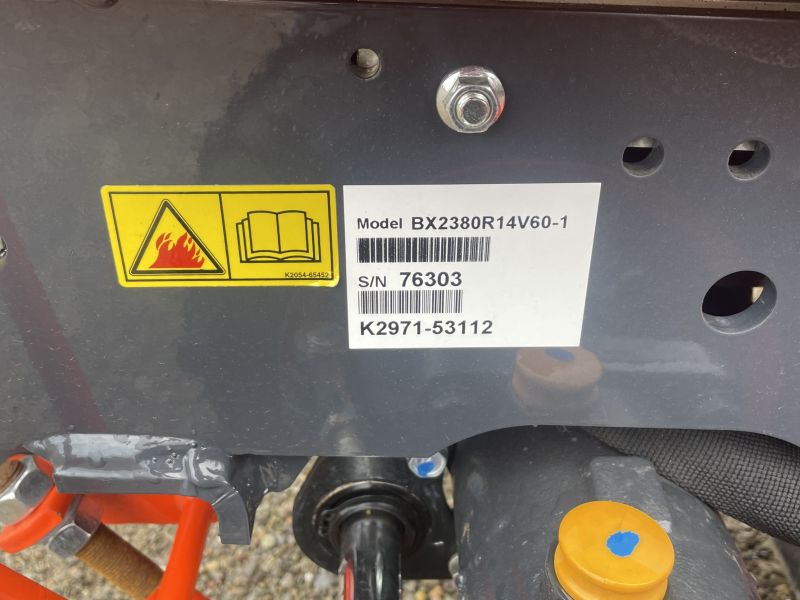 Model BX2380R14V60-1
S/N 76303
K2971-53112
K2054-65452